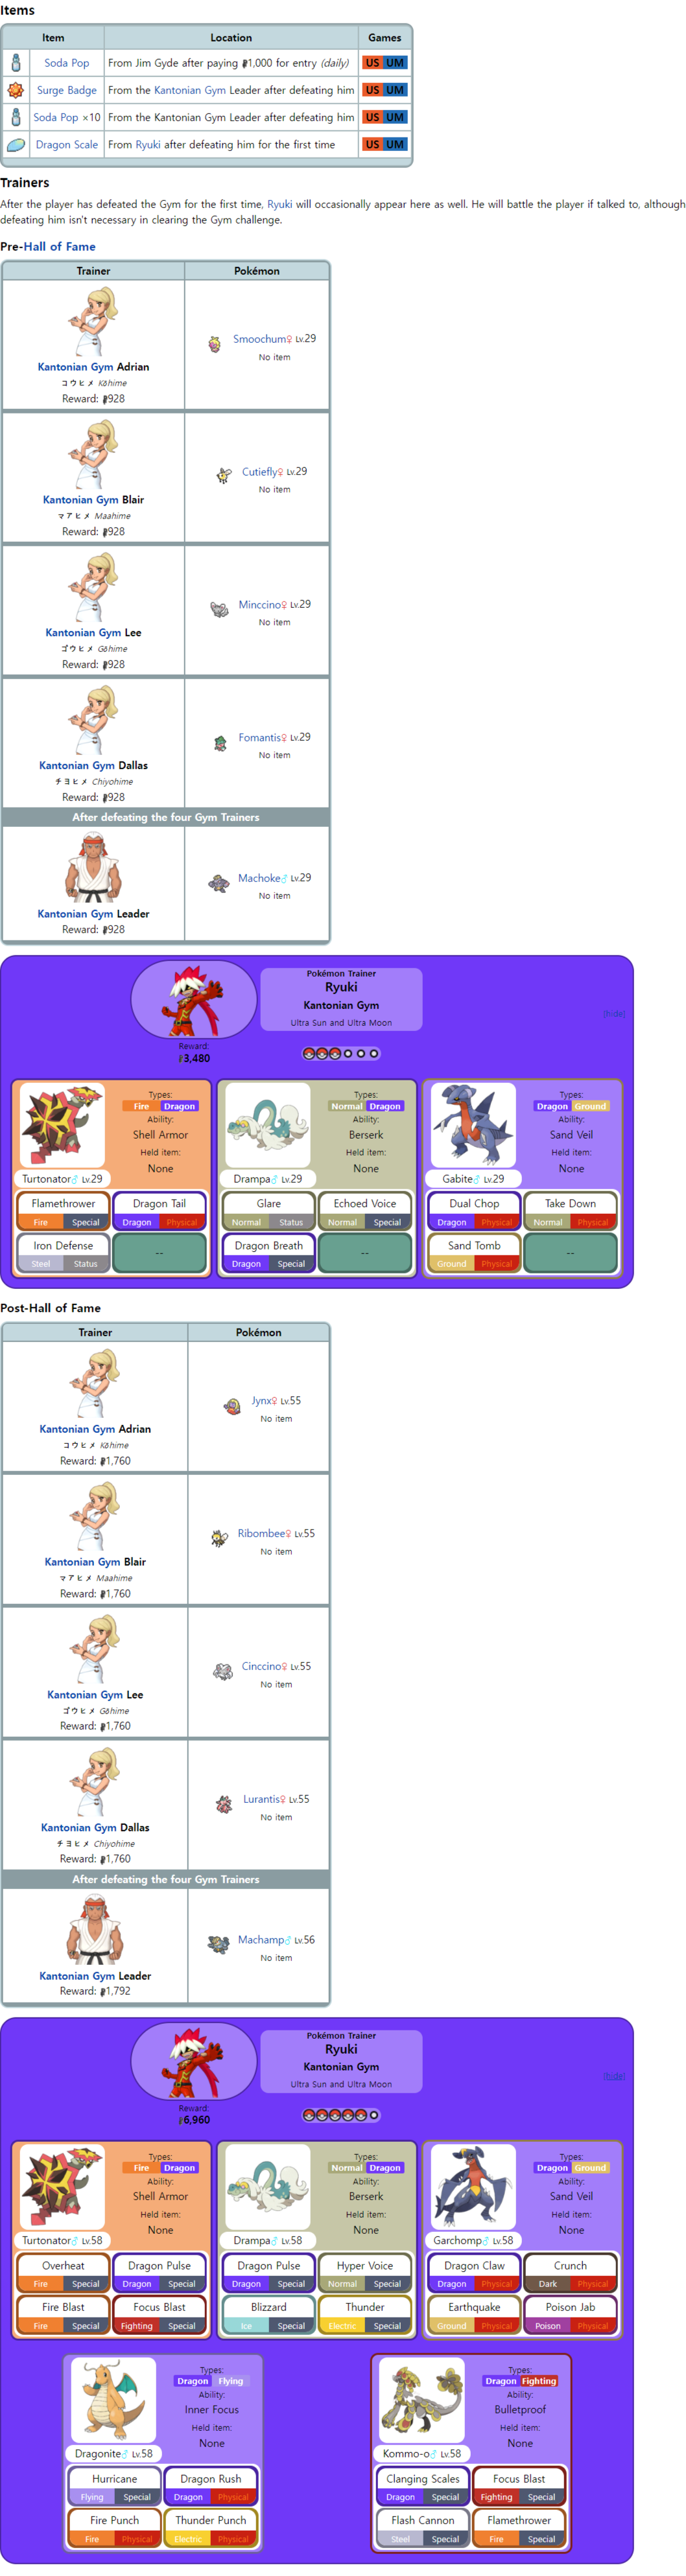 Items
Item Location Games
Soda Pop From Jim Gyde after paying ₽1,000 for entry (daily) US UM
Surge Badge From the Kantonian Gym Leader after defeating him US UM
Soda Pop ×10 From the Kantonian Gym Leader after defeating him US UM
Dragon Scale From Ryuki after defeating him for the first time US UM
Trainers
After the player has defeated the Gym for the first time, Ryuki will occasionally appear here as well. He will battle the player if talked to, although
defeating him isn't necessary in clearing the Gym challenge.
Pre-Hall of Fame
Trainer Pokémon
Smoochum♀ Lv.29
No item
Kantonian Gym Adrian
コウヒメ Kōhime
Reward: ₽928
Cutiefly♀ Lv.29
No item
Kantonian Gym Blair
マアヒメ Maahime
Reward: ₽928
Minccino♀ Lv.29
No item
Kantonian Gym Lee
ゴウヒメ Gōhime
Reward: ₽928
Fomantis♀ Lv.29
No item
Kantonian Gym Dallas
チヨヒメ Chiyohime
Reward: ₽928
After defeating the four Gym Trainers
Machoke♂ Lv.29
No item
Kantonian Gym Leader
Reward: ₽928
Pokémon Trainer
Ryuki
Kantonian Gym
Ultra Sun and Ultra Moon
[hide]
Reward:
₽3,480
Types:
Fire Dragon
Ability:
Shell Armor
Held item:
None
Turtonator♂ Lv.29
Flamethrower Dragon Tail
Fire Special Dragon Physical
Iron Defense --
Steel Status
Types:
Normal Dragon
Ability:
Berserk
Held item:
None
Drampa♂ Lv.29
Glare Echoed Voice
Normal Status Normal Special
Dragon Breath --
Dragon Special
Types:
Dragon Ground
Ability:
Sand Veil
Held item:
None
Gabite♂ Lv.29
Dual Chop Take Down
Dragon Physical Normal Physical
Sand Tomb --
Ground Physical
Post-Hall of Fame
Trainer Pokémon
Jynx♀ Lv.55
No item
Kantonian Gym Adrian
コウヒメ Kōhime
Reward: ₽1,760
Ribombee♀ Lv.55
No item
Kantonian Gym Blair
マアヒメ Maahime
Reward: ₽1,760
Cinccino♀ Lv.55
No item
Kantonian Gym Lee
ゴウヒメ Gōhime
Reward: ₽1,760
Lurantis♀ Lv.55
No item
Kantonian Gym Dallas
チヨヒメ Chiyohime
Reward: ₽1,760
After defeating the four Gym Trainers
Machamp♂ Lv.56
No item
Kantonian Gym Leader
Reward: ₽1,792
Pokémon Trainer
Ryuki
Kantonian Gym
Ultra Sun and Ultra Moon
[hide]
Reward:
₽6,960
Types:
Fire Dragon
Ability:
Shell Armor
Held item:
None
Turtonator♂ Lv.58
Overheat Dragon Pulse
Fire Special Dragon Special
Fire Blast Focus Blast
Fire Special Fighting Special
Types:
Normal Dragon
Ability:
Berserk
Held item:
None
Drampa♂ Lv.58
Dragon Pulse Hyper Voice
Dragon Special Normal Special
Blizzard Thunder
Ice Special Electric Special
Types:
Dragon Ground
Ability:
Sand Veil
Held item:
None
Garchomp♂ Lv.58
Dragon Claw Crunch
Dragon Physical Dark Physical
Earthquake Poison Jab
Ground Physical Poison Physical
Types:
Dragon Flying
Ability:
Inner Focus
Held item:
None
Dragonite♂ Lv.58
Hurricane Dragon Rush
Flying Special Dragon Physical
Fire Punch Thunder Punch
Fire Physical Electric Physical
Types:
Dragon Fighting
Ability:
Bulletproof
Held item:
None
Kommo-o♂ Lv.58
Clanging Scales Focus Blast
Dragon Special Fighting Special
Flash Cannon Flamethrower
Steel Special Fire Special